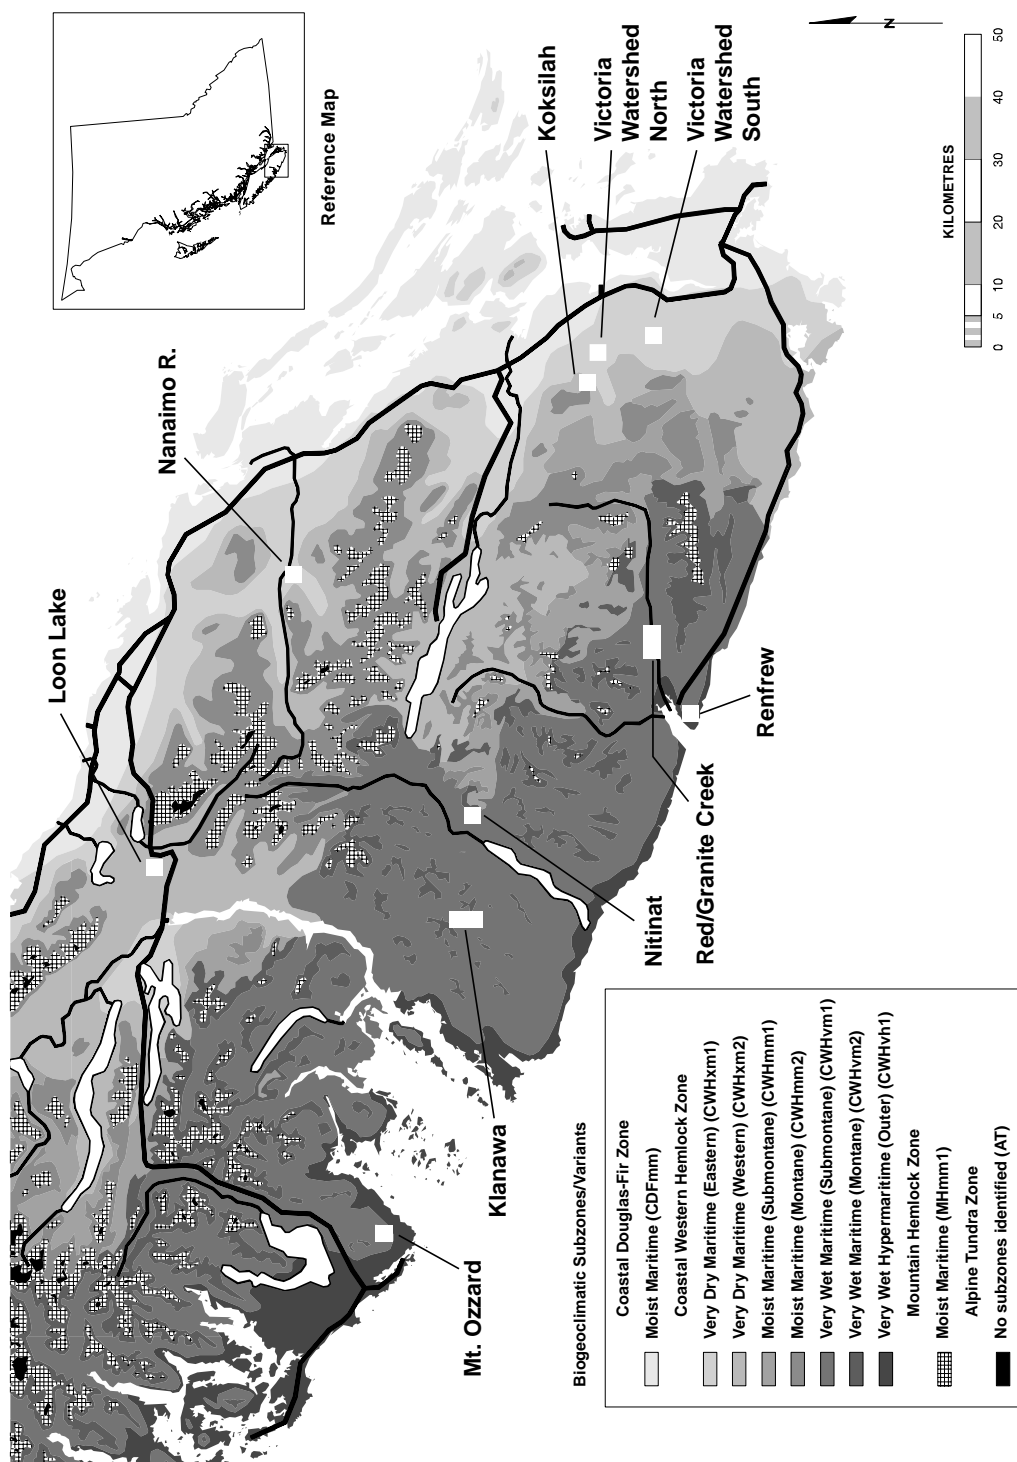 Reference Map
Loon Lake
Nanaimo R.
Koksilah
Victoria
Watershed
North
Victoria
Watershed
South
Mt. Ozzard
Klanawa
Nitinat
Red/Granite Creek
Renfrew
N
KILOMETRES
0 5 10 20 30 40 50
Biogeoclimatic Subzones/Variants
Coastal Douglas-Fir Zone
Moist Maritime (CDFmm)
Coastal Western Hemlock Zone
Very Dry Maritime (Eastern) (CWHxm1)
Very Dry Maritime (Western) (CWHxm2)
Moist Maritime (Submontane) (CWHmm1)
Moist Maritime (Montane) (CWHmm2)
Very Wet Maritime (Submontane) (CWHvm1)
Very Wet Maritime (Montane) (CWHvm2)
Very Wet Hypermaritime (Outer) (CWHvh1)
Mountain Hemlock Zone
Moist Maritime (MHmm1)
Alpine Tundra Zone
No subzones identified (AT)